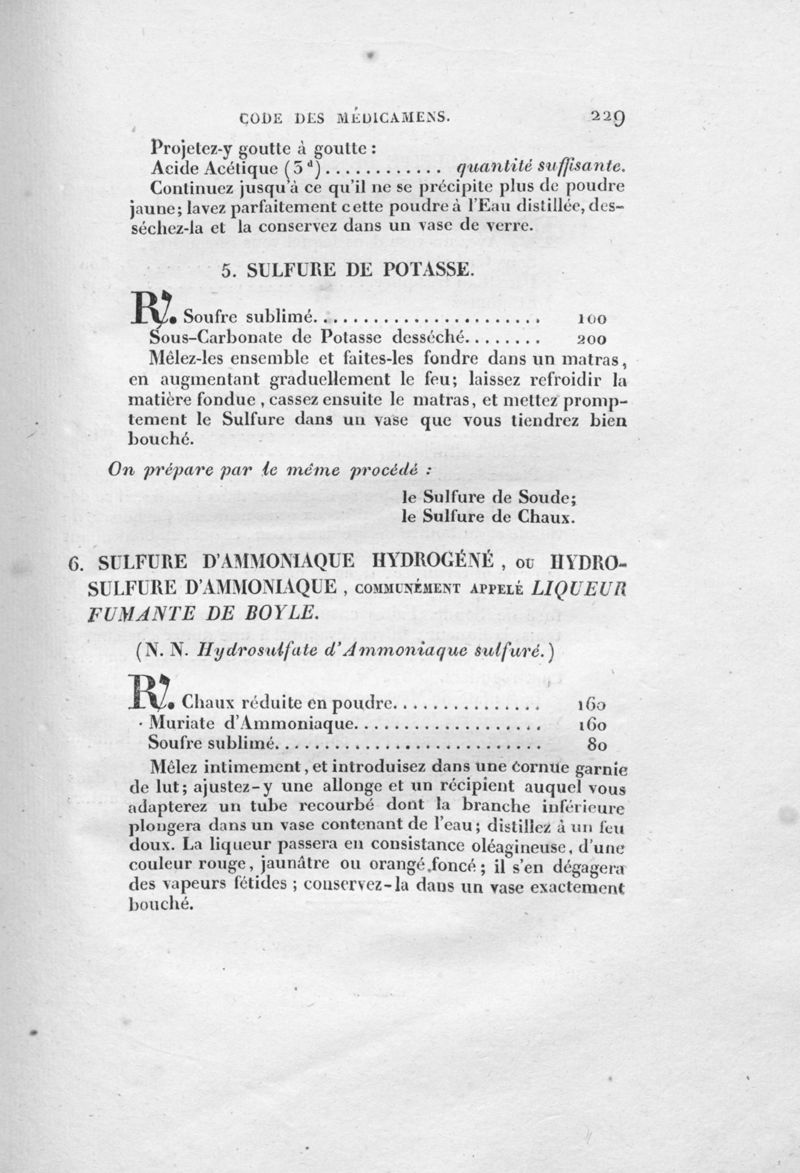 CODE DES MÉDICAMENS. 229
Projetez-y goutte à goutte :
Acide Acétique (3 d) ............ quantité suffisante.
Continuez jusqu'à ce qu'il ne se précipite plus de poudre
jaune; lavez parfaitement cette poudre à l'Eau distillée, des-
séchez-la et la conservez dans un vase de verre.
5. SULFURE DE POTASSE.
℞. Soufre sublimé....................... 100
Sous-Carbonate de Potasse desséché........ 200
Mêlez-les ensemble et faites-les fondre dans un matras,
en augmentant graduellement le feu; laissez refroidir la
matière fondue, cassez ensuite le matras, et mettez promp-
tement le Sulfure dans un vase que vous tiendrez bien
bouché.
On prépare par le même procédé :
le Sulfure de Soude;
le Sulfure de Chaux.
6. SULFURE D'AMMONIAQUE HYDROGÉNÉ, OU HYDRO-
SULFURE D'AMMONIAQUE, COMMUNÉMENT APPELÉ LIQUEUR
FUMANTE DE BOYLE.
(N. N. Hydrosulfate d'Ammoniaque sulfuré.)
℞. Chaux réduite en poudre............... 160
Muriate d'Ammoniaque................... 160
Soufre sublimé.......................... 80
Mêlez intimement, et introduisez dans une Cornue garnie
de lut; ajustez-y une allonge et un récipient auquel vous
adapterez un tube recourbé dont la branche inférieure
plongera dans un vase contenant de l'eau; distillez à un feu
doux. La liqueur passera en consistance oléagineuse, d'une
couleur rouge, jaunâtre ou orangé foncé; il s'en dégagera
des vapeurs fétides; conservez-la dans un vase exactement
bouché.